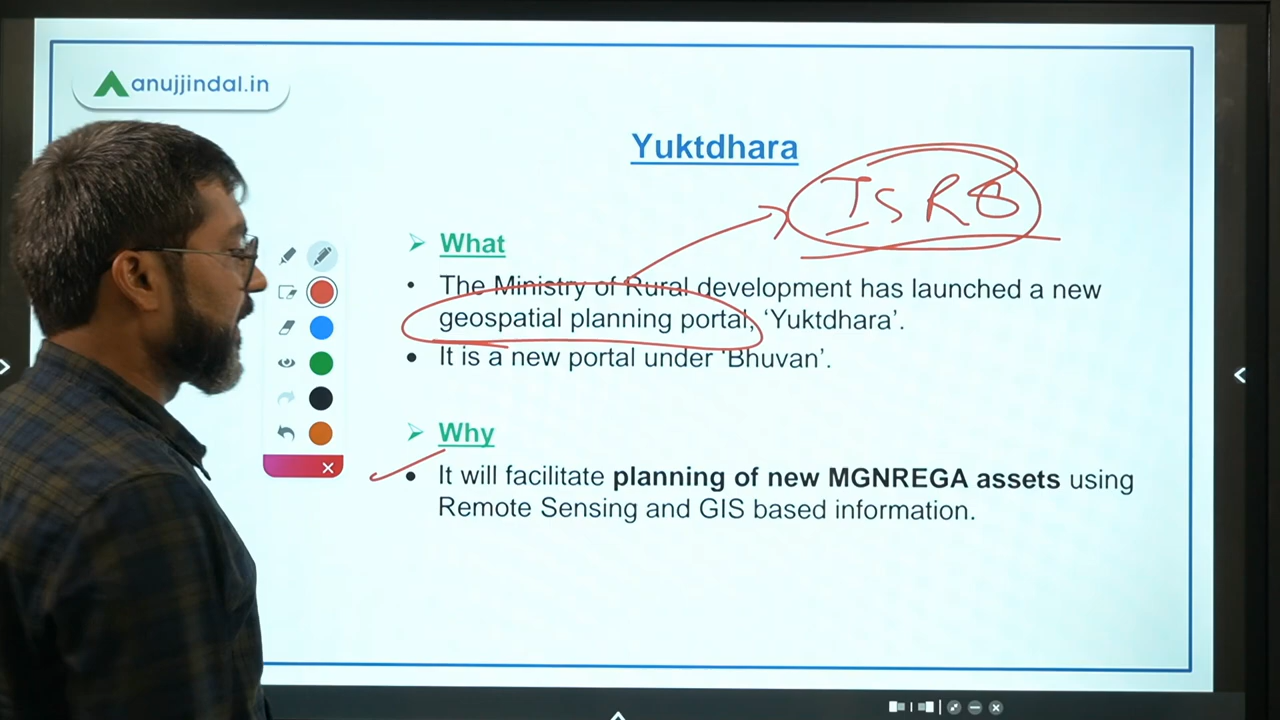 anujjindal.in
Yuktdhara
ISRO
What
The Ministry of Rural development has launched a new
geospatial planning portal, ‘Yuktdhara’.
It is a new portal under ‘Bhuvan’.
Why
It will facilitate planning of new MGNREGA assets using
Remote Sensing and GIS based information.